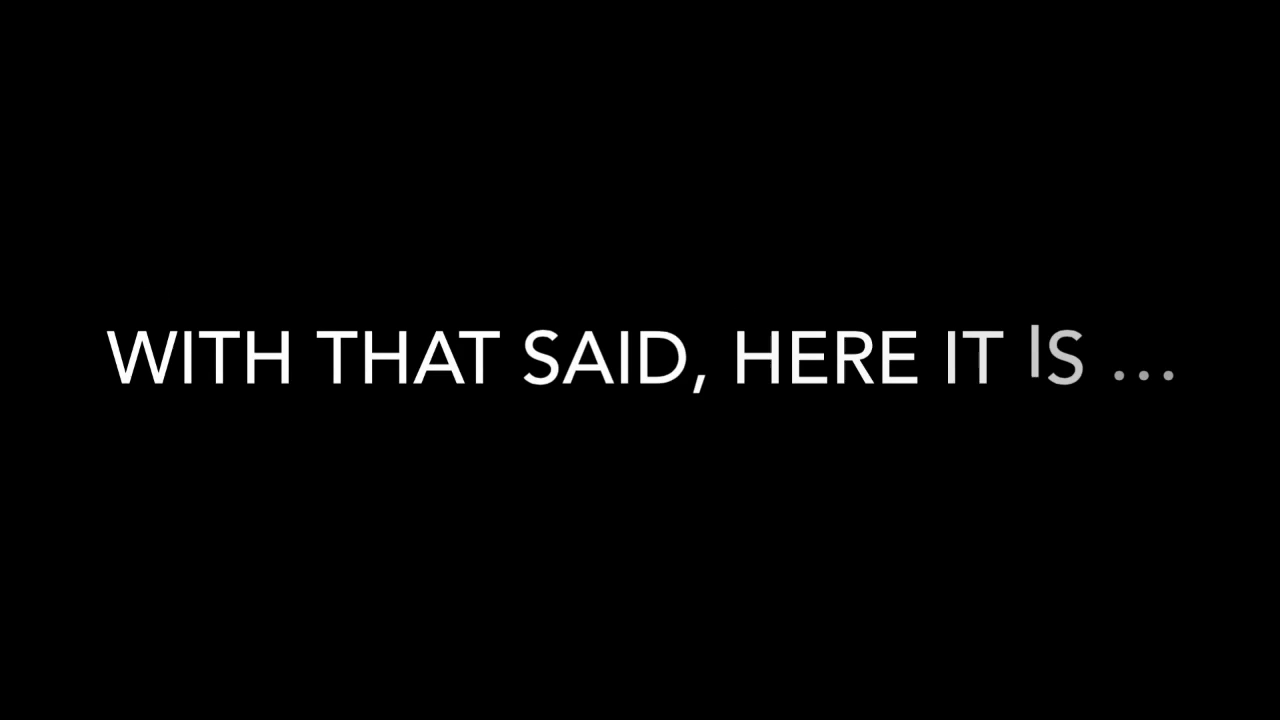 WITH THAT SAID, HERE IT IS ...